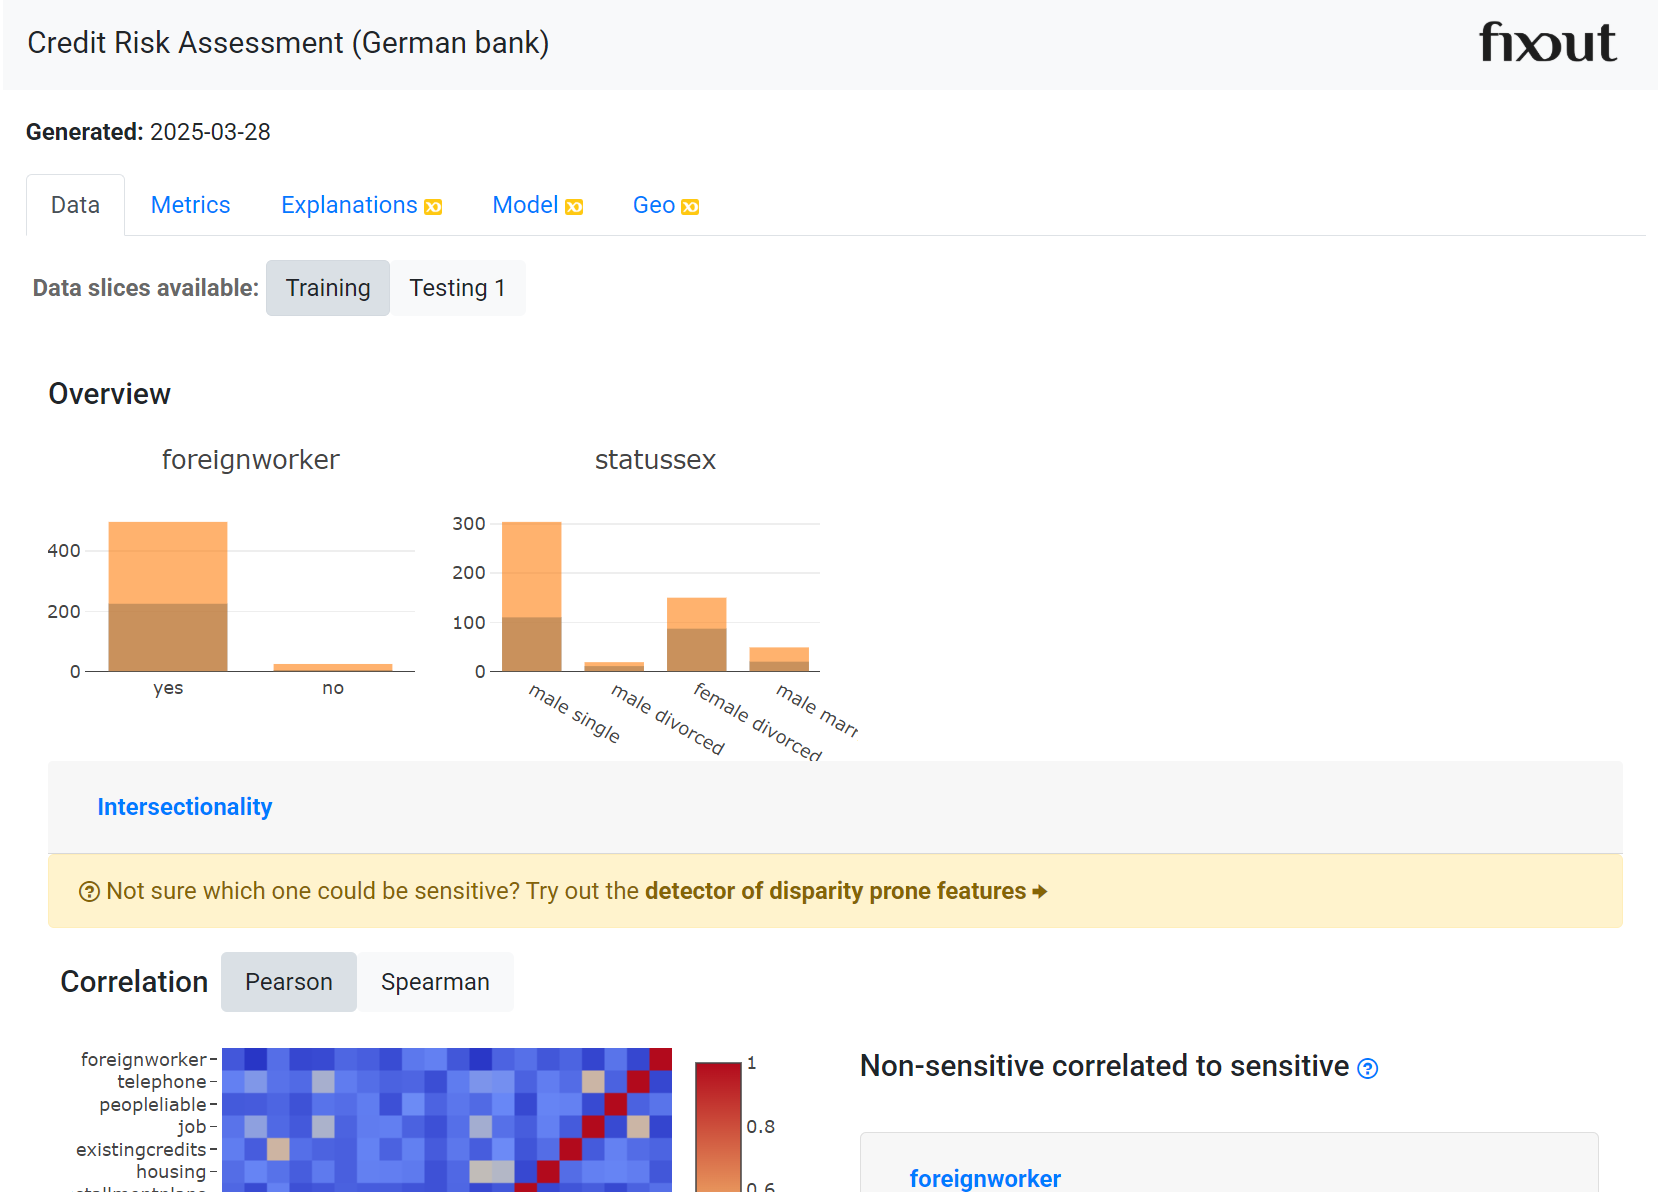 Credit Risk Assessment (German bank)
fixout
Generated: 2025-03-28
Data
Metrics
Explanations
Model
Geo
Data slices available:
Training
Testing 1
Overview
foreignworker
statussex
400
200
0
yes
no
300
200
100
0
male single
male divorced
female divorced
male marr
Intersectionality
Not sure which one could be sensitive? Try out the detector of disparity prone features
Correlation
Pearson
Spearman
foreignworker
telephone
peopleliable
job
existingcredits
housing
1
0.8
0.6
Non-sensitive correlated to sensitive
foreignworker